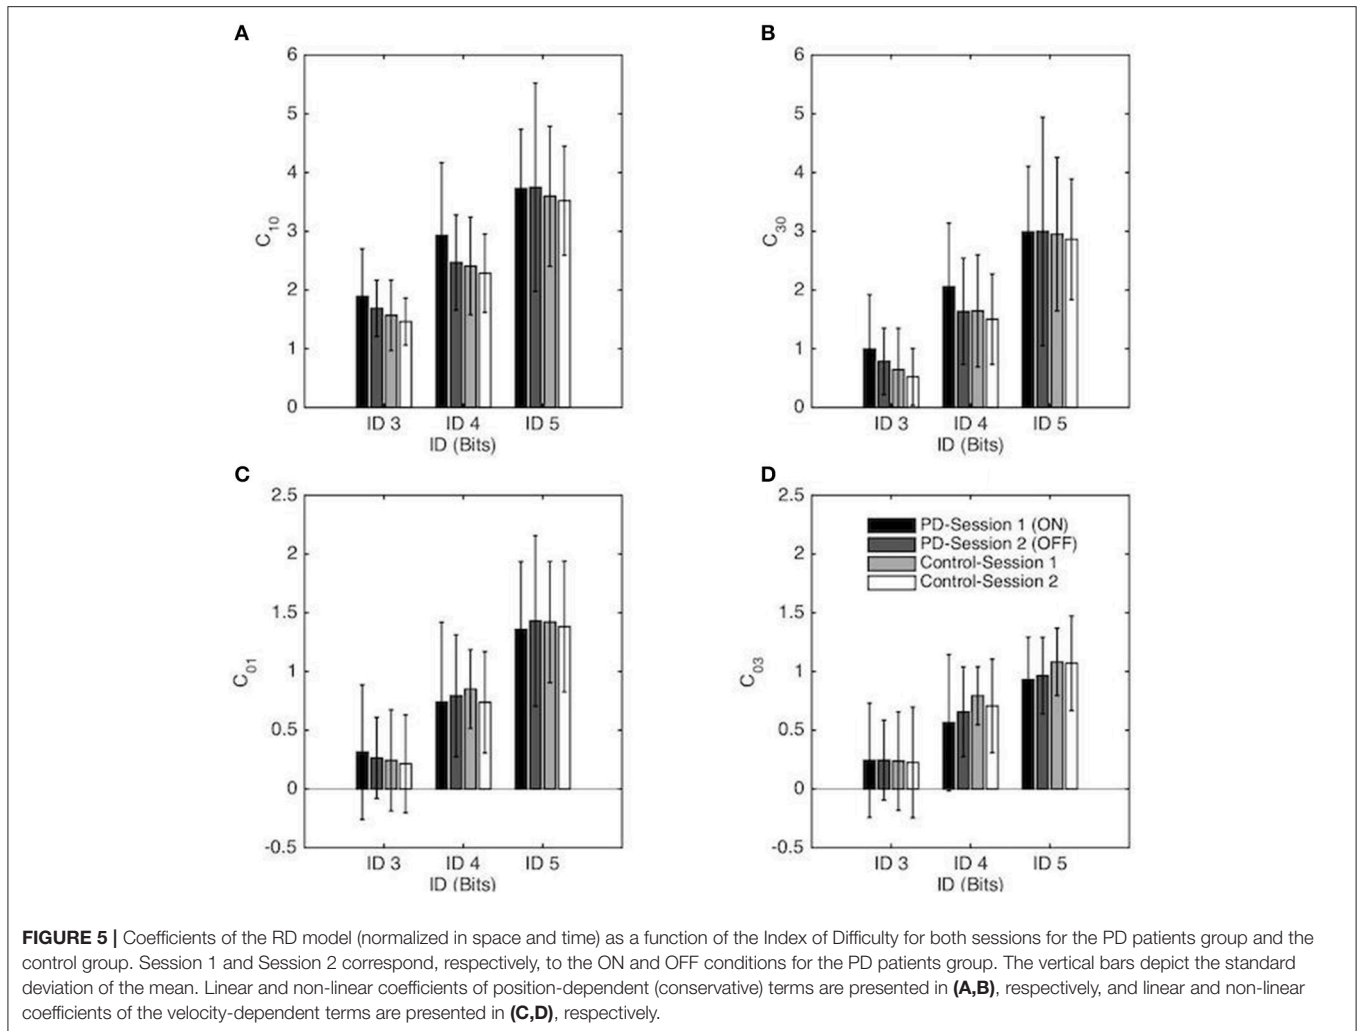 A
6
5
4
3
2
1
0
C10
ID 3 ID 4 ID 5
ID (Bits)
B
6
5
4
3
2
1
0
C30
ID 3 ID 4 ID 5
ID (Bits)
C
2.5
2
1.5
1
0.5
0
-0.5
C01
ID 3 ID 4 ID 5
ID (Bits)
D
2.5
2
1.5
1
0.5
0
-0.5
C03
PD-Session 1 (ON)
PD-Session 2 (OFF)
Control-Session 1
Control-Session 2
ID 3 ID 4 ID 5
ID (Bits)
FIGURE 5 | Coefficients of the RD model (normalized in space and time) as a function of the Index of Difficulty for both sessions for the PD patients group and the
control group. Session 1 and Session 2 correspond, respectively, to the ON and OFF conditions for the PD patients group. The vertical bars depict the standard
deviation of the mean. Linear and non-linear coefficients of position-dependent (conservative) terms are presented in (A,B), respectively, and linear and non-linear
coefficients of the velocity-dependent terms are presented in (C,D), respectively.